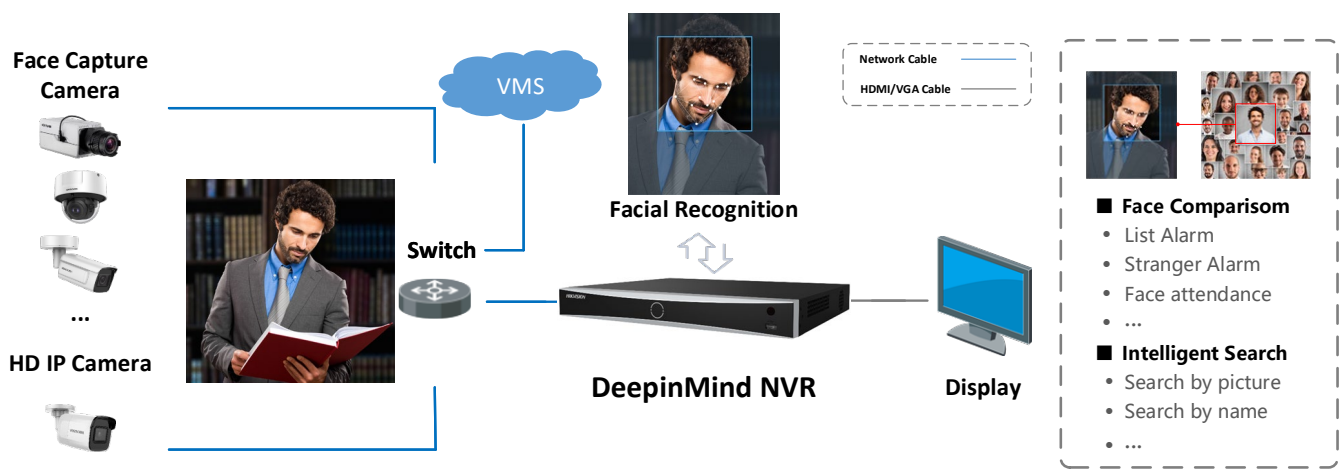 Face Capture
Camera
...
HD IP Camera
VMS
Switch
Facial Recognition
HIKVISION
DeepinMind NVR
Display
Network Cable
HDMI/VGA Cable
■ Face Comparisom
• List Alarm
• Stranger Alarm
• Face attendance
• ...
■ Intelligent Search
• Search by picture
• Search by name
• ...